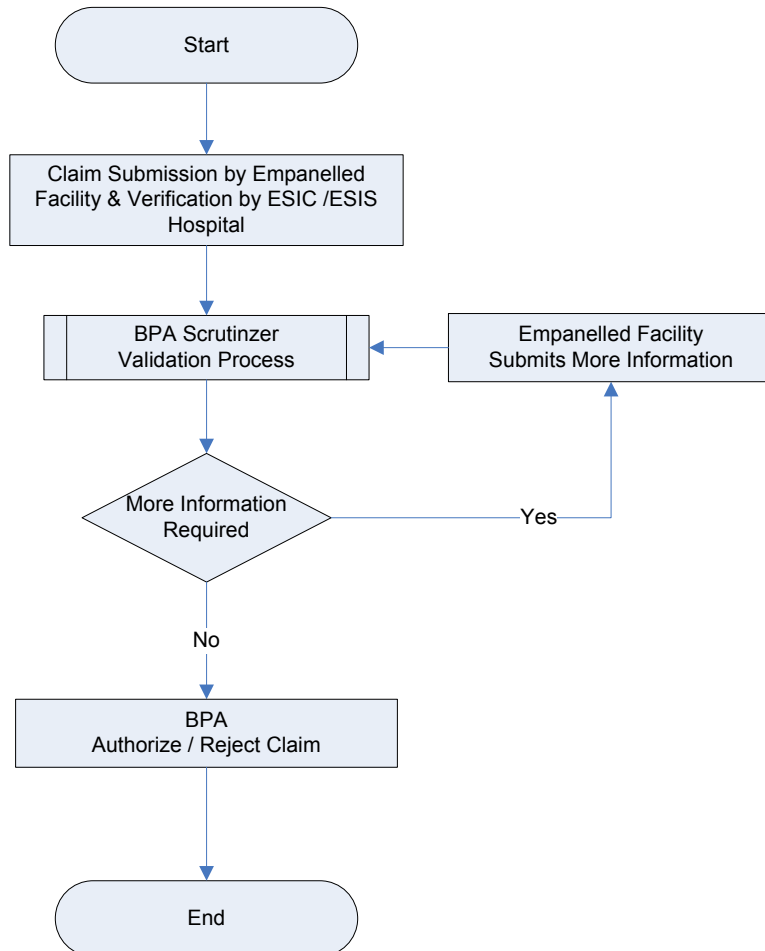 Start
Claim Submission by Empanelled
Facility & Verification by ESIC /ESIS
Hospital
BPA Scrutinzer
Validation Process
Empanelled Facility
Submits More Information
More Information
Required
Yes
No
BPA
Authorize / Reject Claim
End